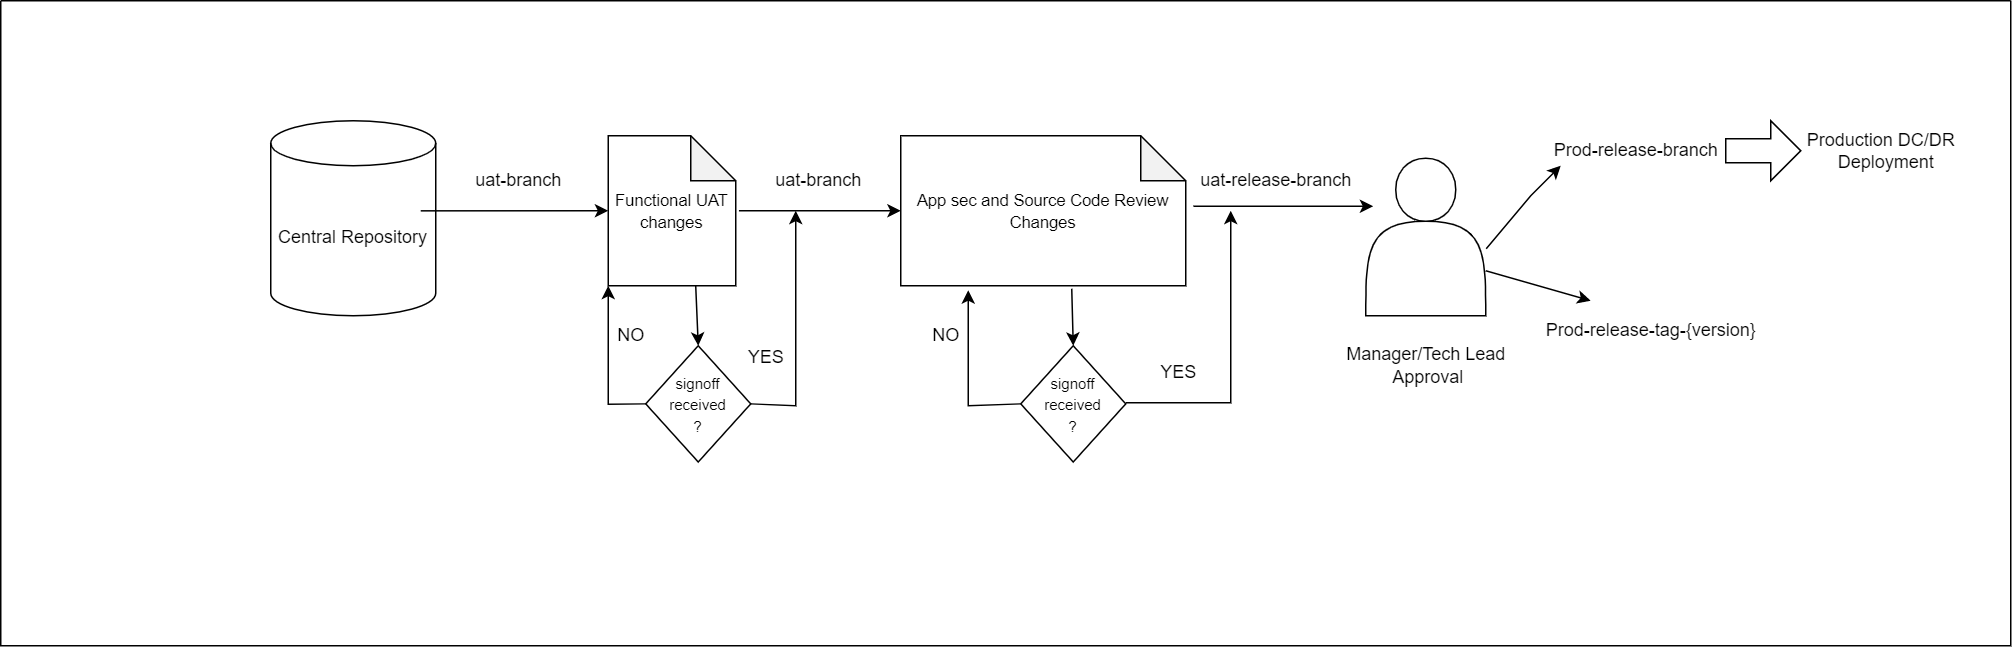 Central Repository
uat-branch
Functional UAT
changes
NO
signoff
received
?
YES
uat-branch
App sec and Source Code Review
Changes
NO
signoff
received
?
YES
uat-release-branch
Manager/Tech Lead
Approval
Prod-release-branch
Production DC/DR
Deployment
Prod-release-tag-{version}